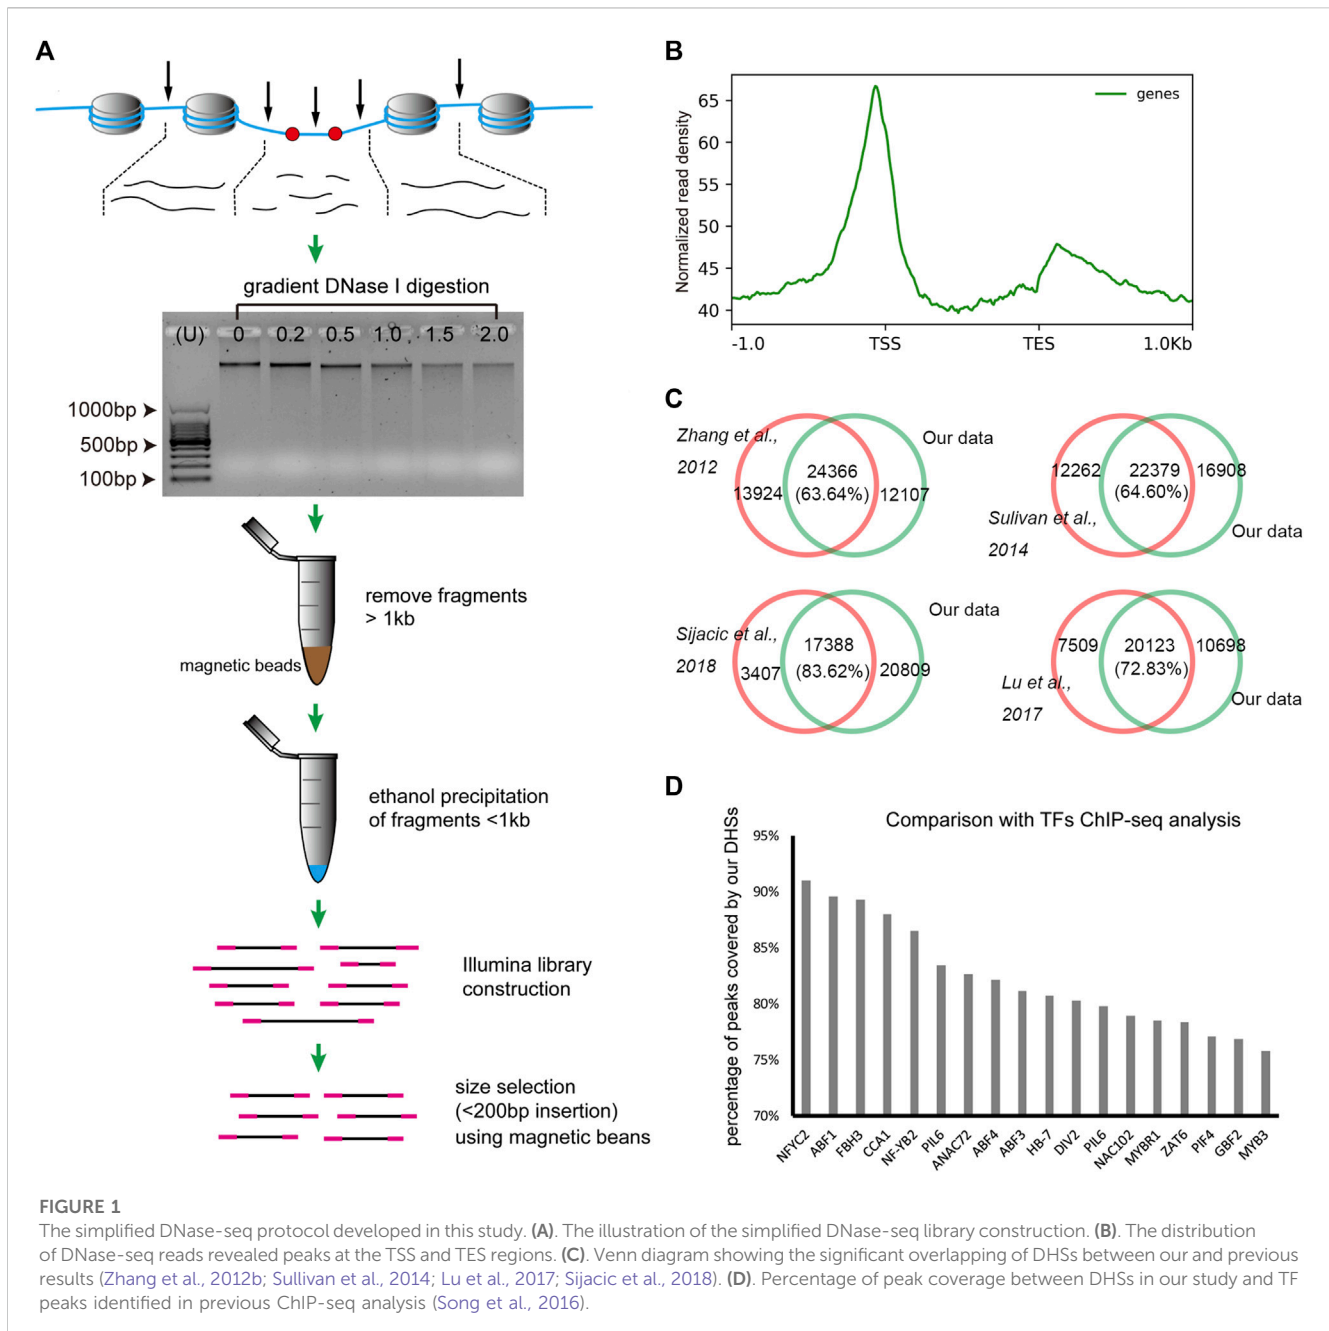 A
gradient DNase I digestion
(U) 0 0.2 0.5 1.0 1.5 2.0
1000bp
500bp
100bp
remove fragments
> 1kb
magnetic beads
ethanol precipitation
of fragments <1kb
Illumina library
construction
size selection
(<200bp insertion)
using magnetic beans
B
Normalized read density
65
60
55
50
45
40
genes
-1.0 TSS TES 1.0Kb
C
Zhang et al.,
2012
Our data
24366
(63.64%)
13924
12107
12262
22379
(64.60%)
16908
Sulivan et al.,
2014
Our data
Sijacic et al.,
2018
Our data
17388
(83.62%)
3407
20809
7509
20123
(72.83%)
10698
Lu et al.,
2017
Our data
D
Comparison with TFs ChIP-seq analysis
percentage of peaks covered by our DHSs
95%
90%
85%
80%
75%
70%
NFYC2 ABF1 FBH3 CCA1 NF-YB2 PIL6 ANAC72 ABF4 ABF3 HB-7 DIV2 PIL6 NAC102 MYBR1 ZAT6 PIF4 GBF2 MYB3
FIGURE 1
The simplified DNase-seq protocol developed in this study. (A). The illustration of the simplified DNase-seq library construction. (B). The distribution
of DNase-seq reads revealed peaks at the TSS and TES regions. (C). Venn diagram showing the significant overlapping of DHSs between our and previous
results (Zhang et al., 2012b; Sullivan et al., 2014; Lu et al., 2017; Sijacic et al., 2018). (D). Percentage of peak coverage between DHSs in our study and TF
peaks identified in previous ChIP-seq analysis (Song et al., 2016).